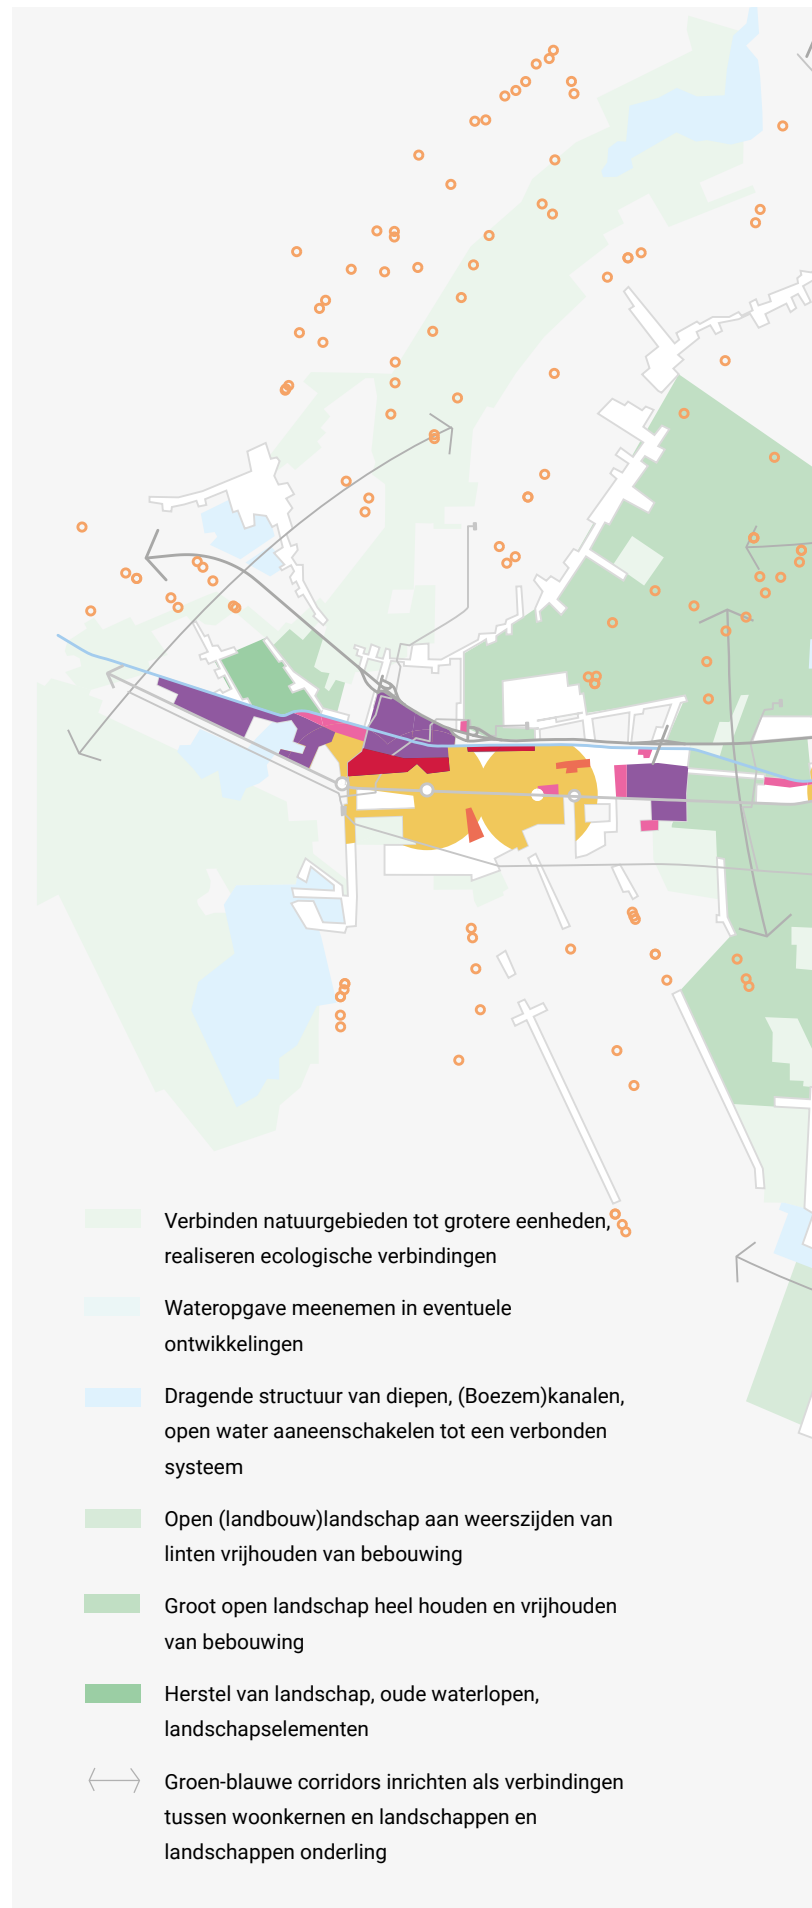 Verbinden natuurgebieden tot grotere eenheden,
realiseren ecologische verbindingen
Wateropgave meenemen in eventuele
ontwikkelingen
Dragende structuur van diepen, (Boezem)kanalen,
open water aaneenschakelen tot een verbonden
systeem
Open (landbouw)landschap aan weerszijden van
linten vrijhouden van bebouwing
Groot open landschap heel houden en vrijhouden
van bebouwing
Herstel van landschap, oude waterlopen,
landschapselementen
Groen-blauwe corridors inrichten als verbindingen
tussen woonkernen en landschappen en
landschappen onderling